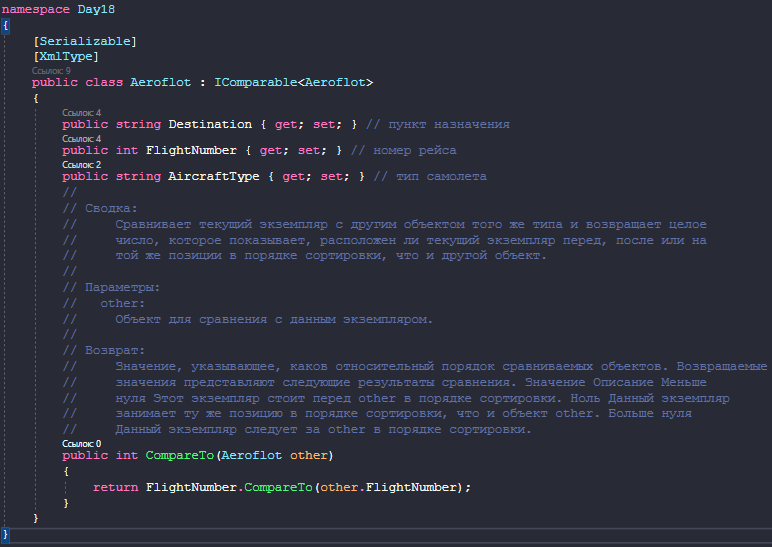 namespace Day18
{
[Serializable]
[XmlType]
Ссылок: 9
public class Aeroflot : IComparable<Aeroflot>
{
Ссылок: 4
public string Destination { get; set; } // пункт назначения
Ссылок: 4
public int FlightNumber { get; set; } // номер рейса
Ссылок: 2
public string AircraftType { get; set; } // тип самолета
//
// Сводка:
//     Сравнивает текущий экземпляр с другим объектом того же типа и возвращает целое
//     число, которое показывает, расположен ли текущий экземпляр перед, после или на
//     той же позиции в порядке сортировки, что и другой объект.
//
// Параметры:
//   other:
//     Объект для сравнения с данным экземпляром.
//
// Возврат:
//     Значение, указывающее, каков относительный порядок сравниваемых объектов. Возвращаемые
//     значения представляют следующие результаты сравнения. Значение Описание Меньше
//     нуля Этот экземпляр стоит перед other в порядке сортировки. Ноль Данный экземпляр
//     занимает ту же позицию в порядке сортировки, что и объект other. Больше нуля
//     Данный экземпляр следует за other в порядке сортировки.
Ссылок: 0
public int CompareTo(Aeroflot other)
{
return FlightNumber.CompareTo(other.FlightNumber);
}
}
}